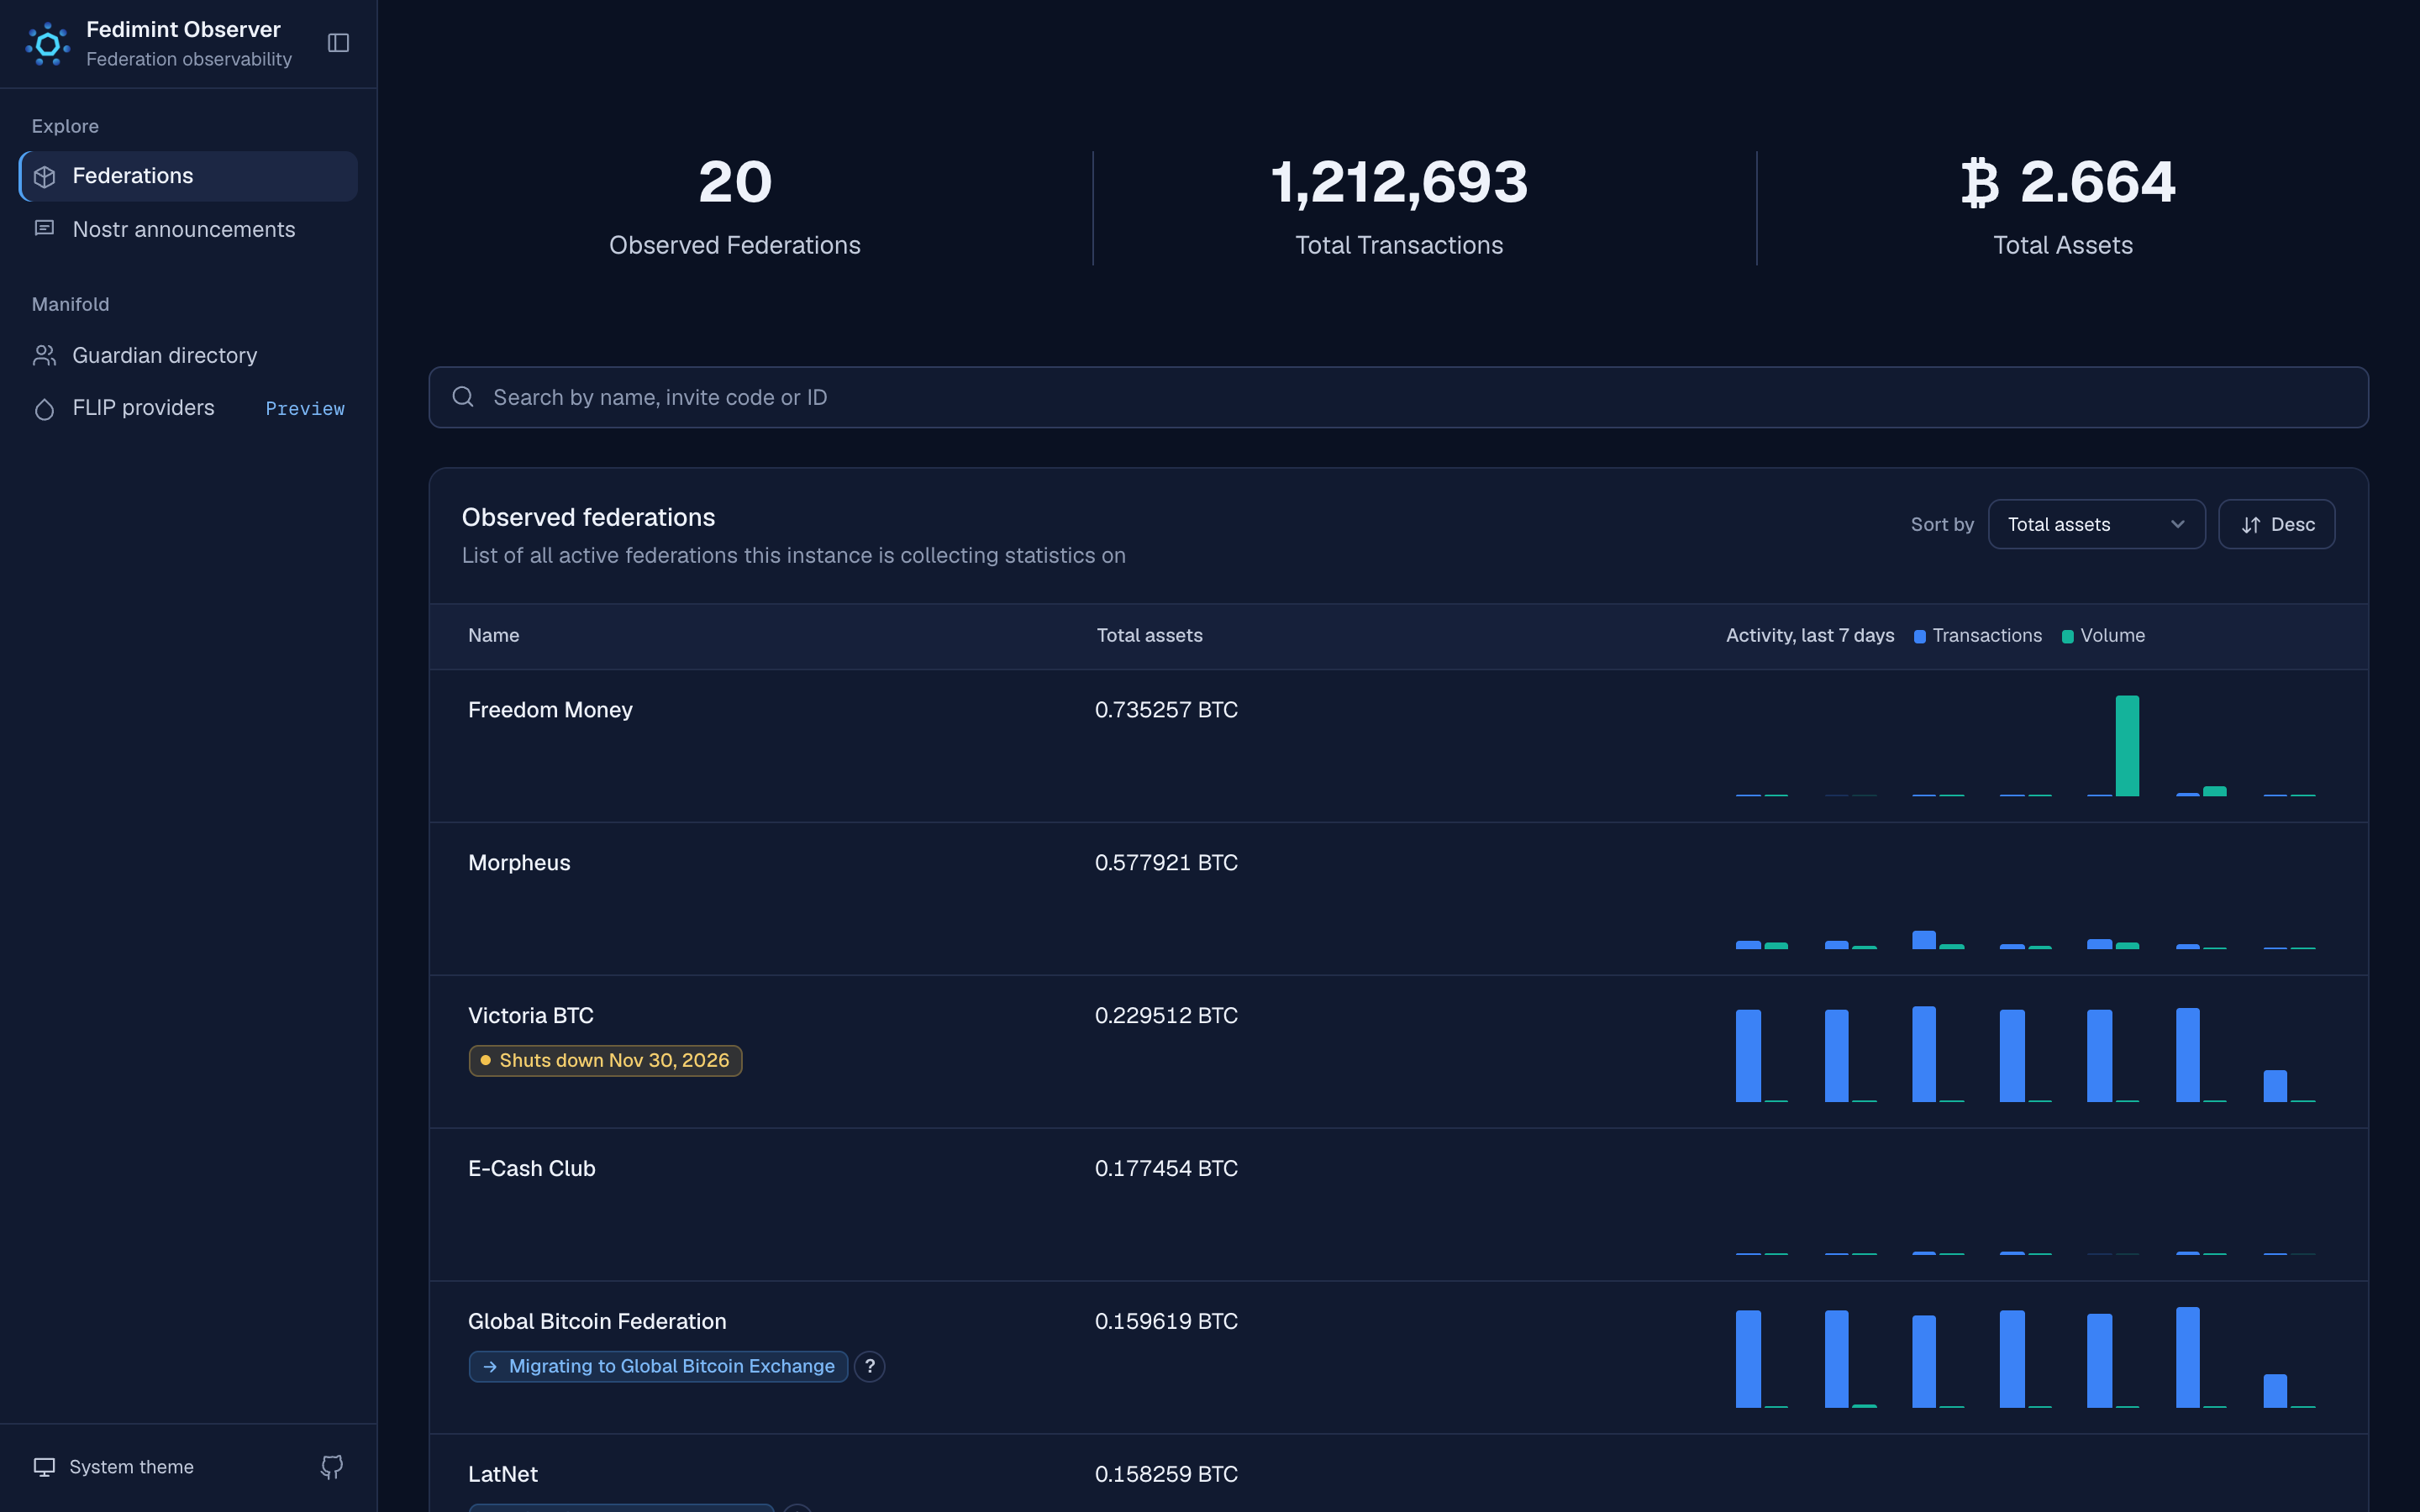 Fedimint Observer
Federation observability
Explore
Federations
Nostr announcements
Manifold
Guardian directory
FLIP providers Preview
System theme
20
Observed Federations
1,212,693
Total Transactions
₿ 2.664
Total Assets
Search by name, invite code or ID
Observed federations
List of all active federations this instance is collecting statistics on
Sort by Total assets Desc
Name Total assets Activity, last 7 days Transactions Volume
Freedom Money 0.735257 BTC
Morpheus 0.577921 BTC
Victoria BTC 0.229512 BTC
Shuts down Nov 30, 2026
E-Cash Club 0.177454 BTC
Global Bitcoin Federation 0.159619 BTC
→ Migrating to Global Bitcoin Exchange ?
LatNet 0.158259 BTC